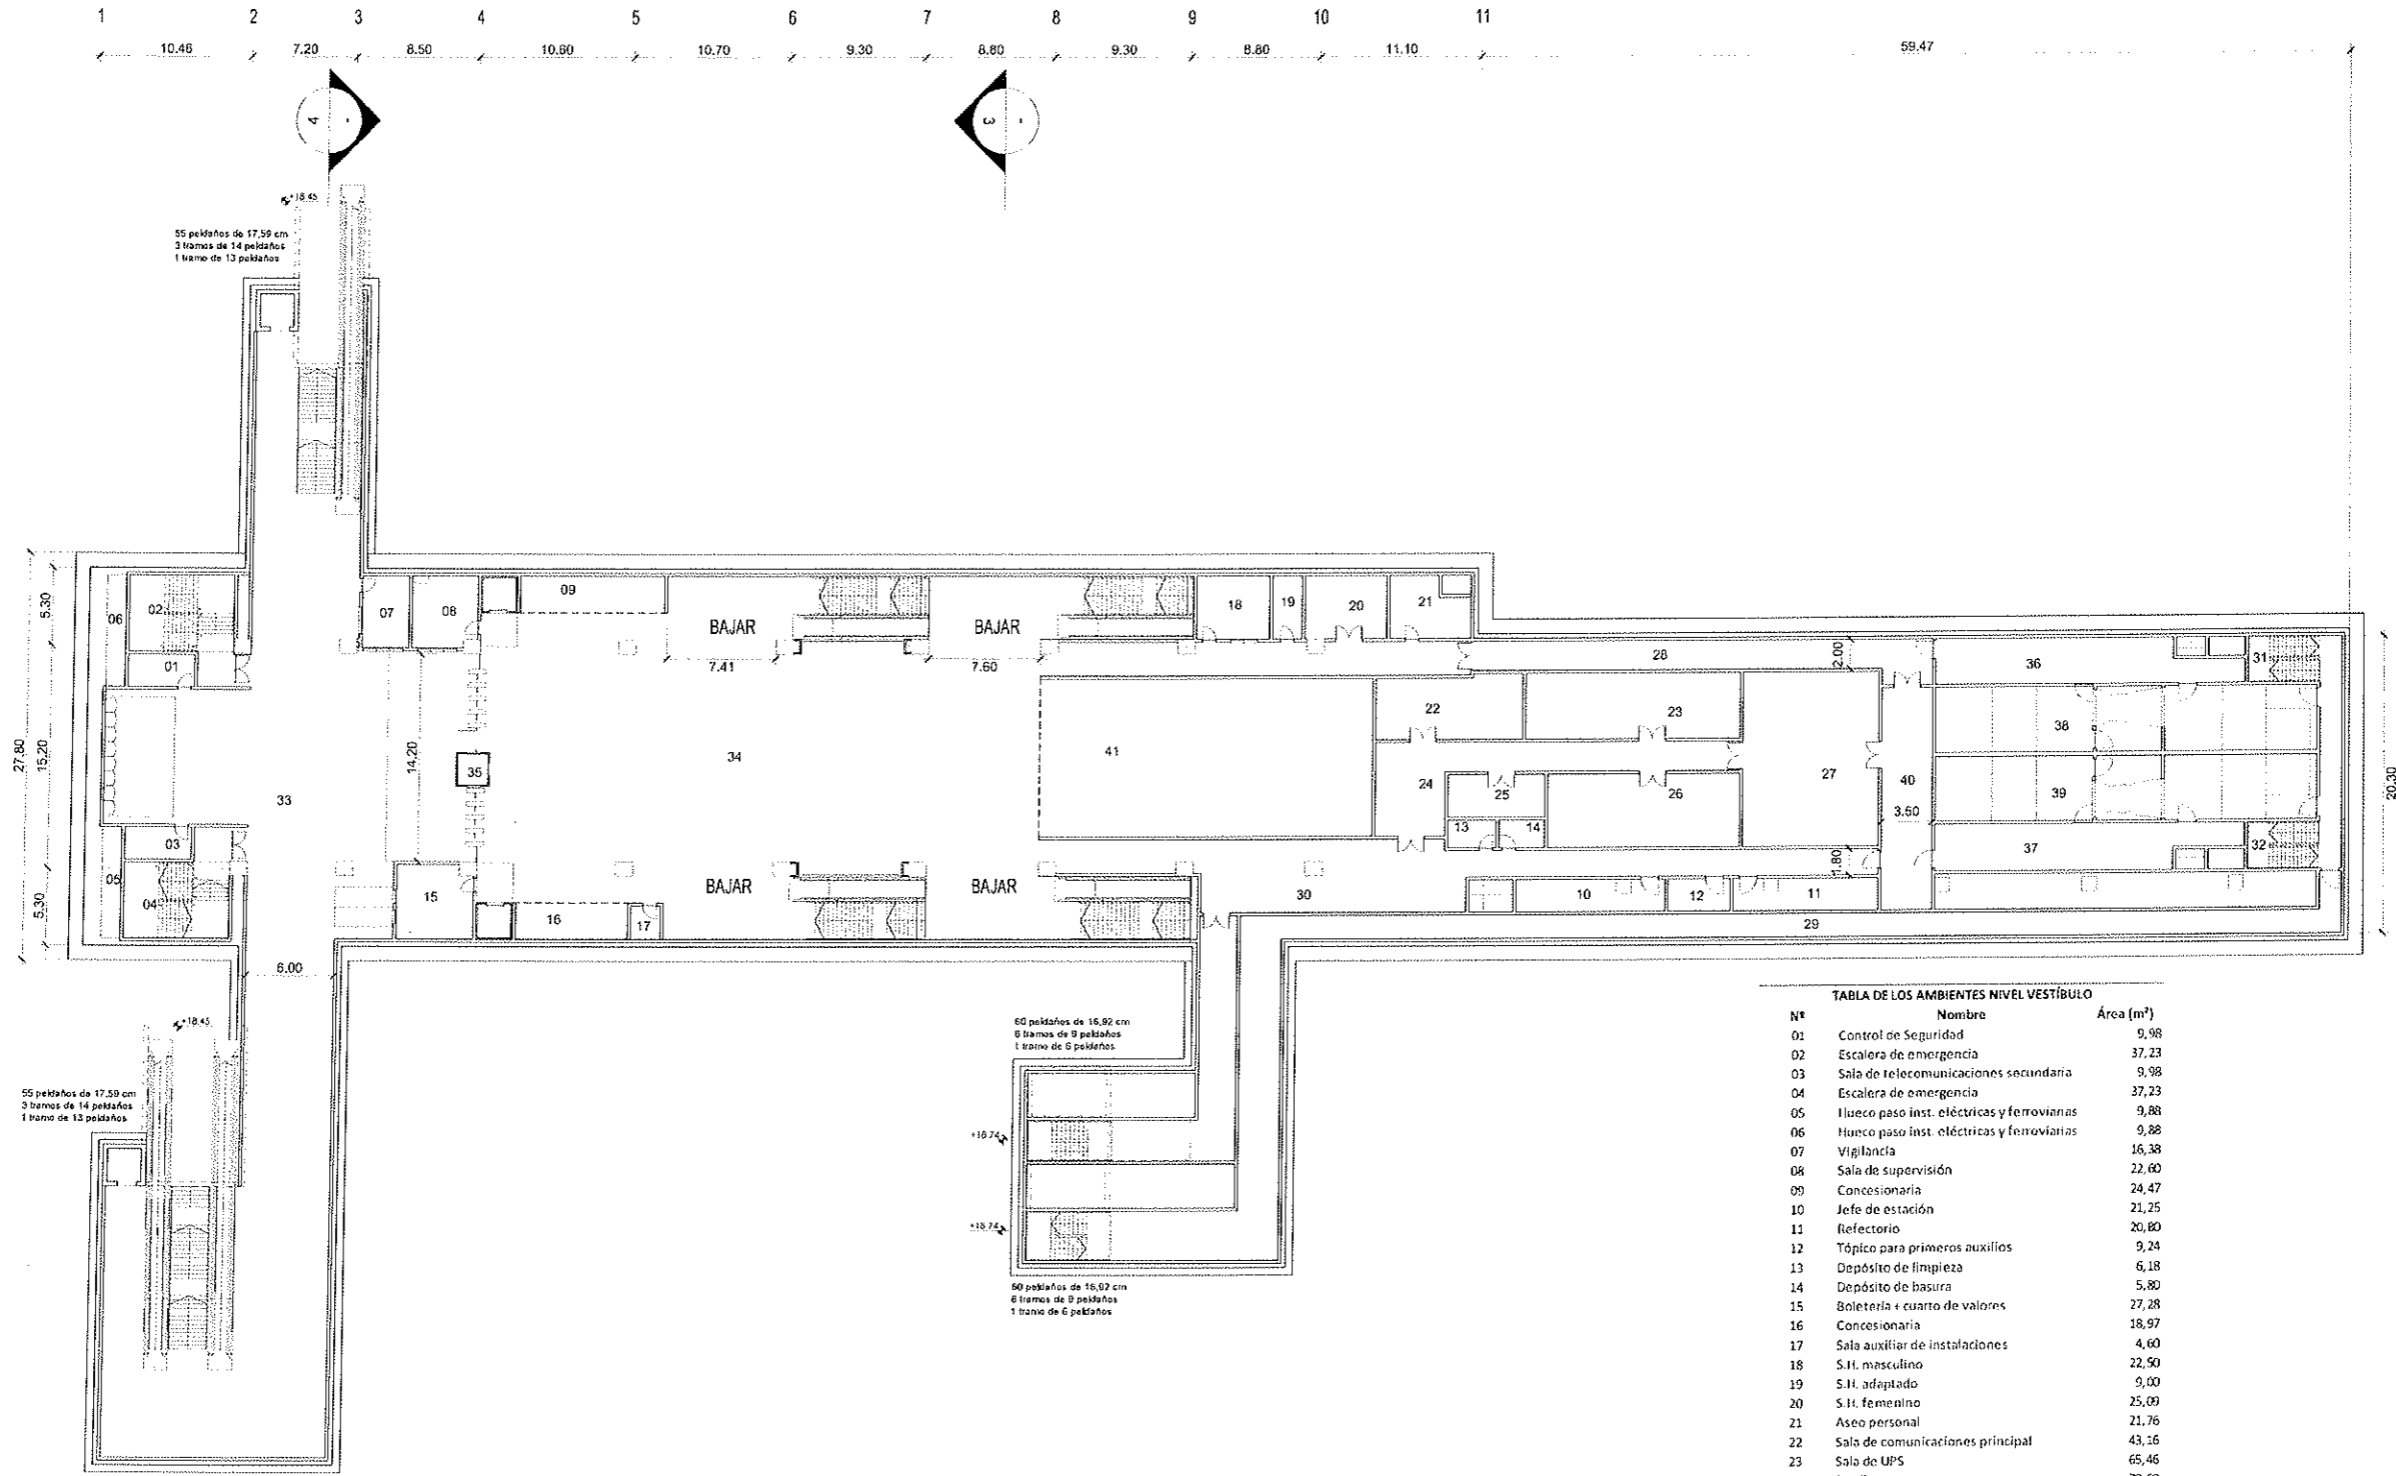 1 2 3 4 5 6 7 8 9 10 11
10.46 7.20 8.50 10.60 10.70 9.30 8.80 9.30 8.80 11.10 59.47
4 - 3 -
+18.45
55 peldaños de 17,59 cm
3 tramos de 14 peldaños
1 tramo de 13 peldaños
5.30
06 02 07 08 09 18 19 20 21
BAJAR BAJAR
01 7.41 7.60 28 2.00 36 31
22 23 38
27.80 15.20 14.20 34 41
35 27 40 20.30
33 24 25 26 39
3.60
03 13 14 37 32
05 5.30 1.80
04 15 BAJAR BAJAR 30 10 12 11
16 17 29
6.00
+18.45
55 peldaños de 17,59 cm
3 tramos de 14 peldaños
1 tramo de 13 peldaños
60 peldaños de 16,92 cm
6 tramos de 9 peldaños
1 tramo de 6 peldaños
+18.74
+18.74
60 peldaños de 16,92 cm
6 tramos de 9 peldaños
1 tramo de 6 peldaños
TABLA DE LOS AMBIENTES NIVEL VESTÍBULO
Nº Nombre Área (m²)
01 Control de Seguridad 9,98
02 Escalera de emergencia 37,23
03 Sala de telecomunicaciones secundaria 9,98
04 Escalera de emergencia 37,23
05 Hueco paso inst. eléctricas y ferroviarias 9,88
06 Hueco paso inst. eléctricas y ferroviarias 9,88
07 Vigilancia 16,38
08 Sala de supervisión 22,60
09 Concesionaria 24,47
10 Jefe de estación 21,25
11 Refectorio 20,80
12 Tópico para primeros auxilios 9,24
13 Depósito de limpieza 6,18
14 Depósito de basura 5,80
15 Boletería + cuarto de valores 27,28
16 Concesionaria 18,97
17 Sala auxiliar de instalaciones 4,60
18 S.H. masculino 22,50
19 S.H. adaptado 9,00
20 S.H. femenino 25,09
21 Aseo personal 21,76
22 Sala de comunicaciones principal 43,16
23 Sala de UPS 65,46